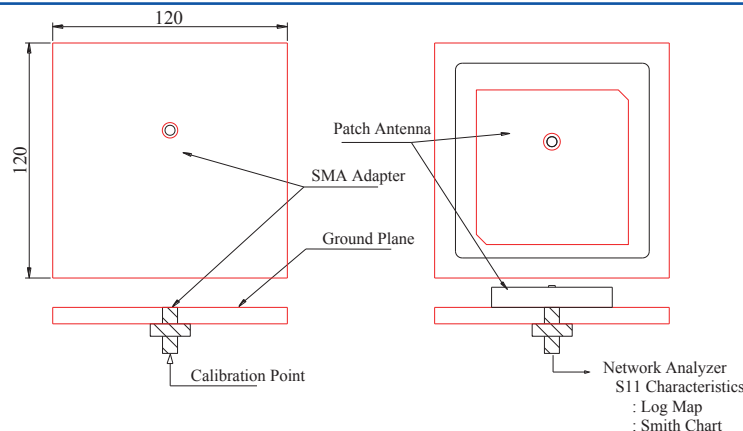 120
120
Patch Antenna
SMA Adapter
Ground Plane
Calibration Point
Network Analyzer
S11 Characteristics
: Log Map
: Smith Chart